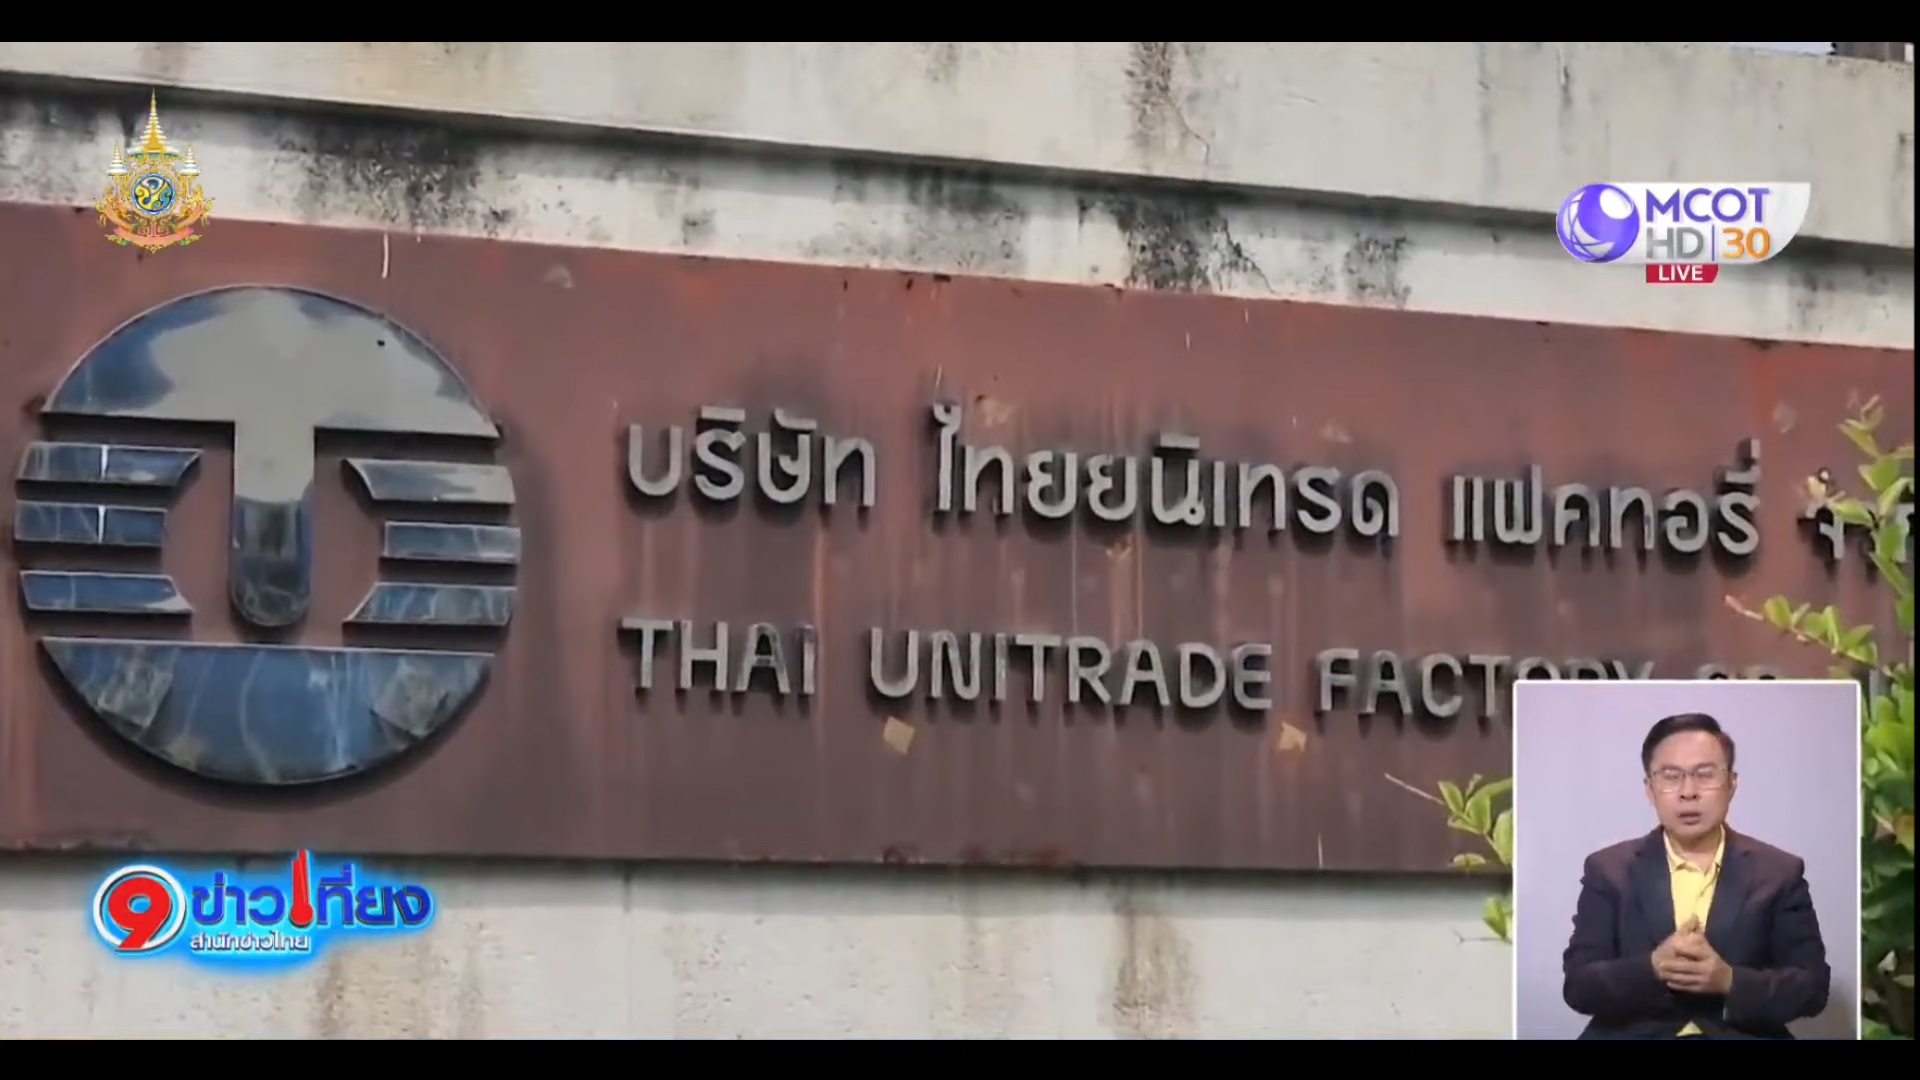 MCOT
HD 30
LIVE
บริษัท ไทยยูนิเทรด แฟคทอรี่
THAI UNITRADE FACTORY
9 ข่าวเที่ยง
สำนักข่าวไทย